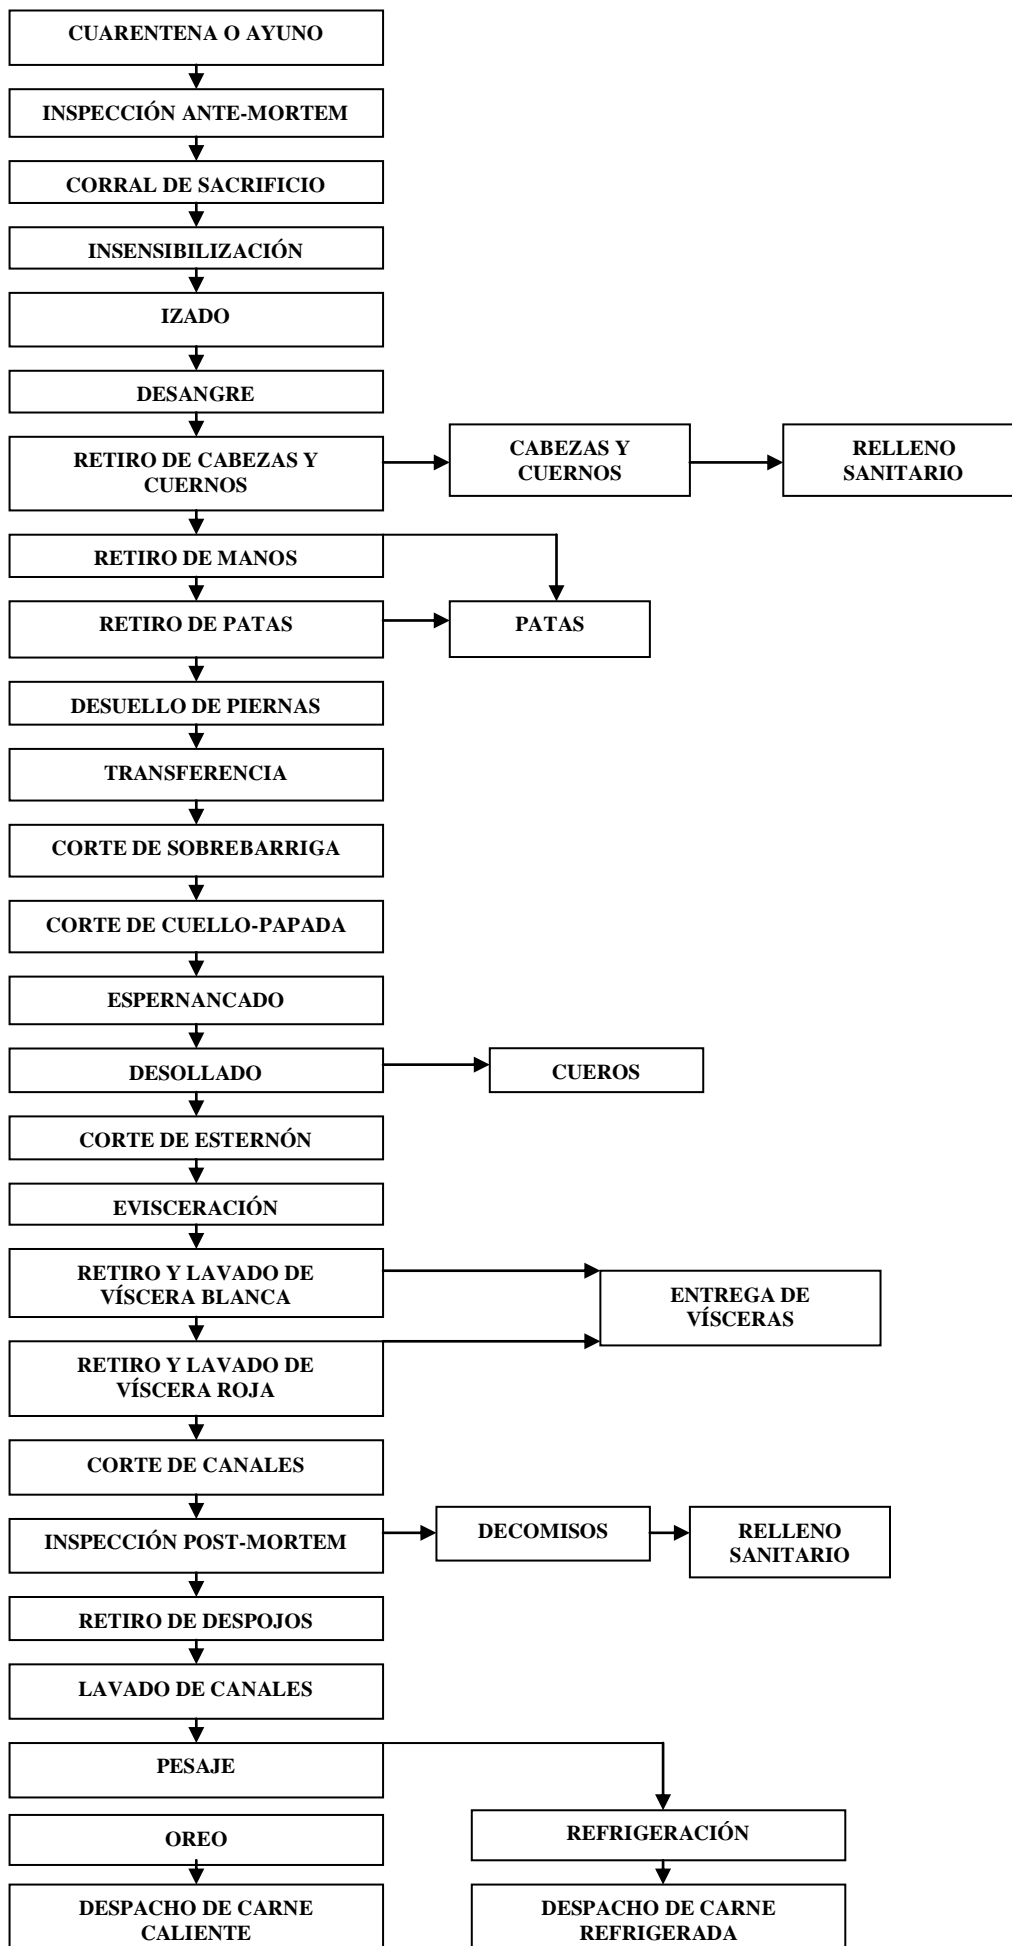 CUARENTENA O AYUNO
INSPECCIÓN ANTE-MORTEM
CORRAL DE SACRIFICIO
INSENSIBILIZACIÓN
IZADO
DESANGRE
RETIRO DE CABEZAS Y
CUERNOS
CABEZAS Y
CUERNOS
RELLENO
SANITARIO
RETIRO DE MANOS
RETIRO DE PATAS
PATAS
DESUELLO DE PIERNAS
TRANSFERENCIA
CORTE DE SOBREBARRIGA
CORTE DE CUELLO-PAPADA
ESPERNANCADO
DESOLLADO
CUEROS
CORTE DE ESTERNÓN
EVISCERACIÓN
RETIRO Y LAVADO DE
VÍSCERA BLANCA
ENTREGA DE
VÍSCERAS
RETIRO Y LAVADO DE
VÍSCERA ROJA
CORTE DE CANALES
INSPECCIÓN POST-MORTEM
DECOMISOS
RELLENO
SANITARIO
RETIRO DE DESPOJOS
LAVADO DE CANALES
PESAJE
OREO
REFRIGERACIÓN
DESPACHO DE CARNE
CALIENTE
DESPACHO DE CARNE
REFRIGERADA